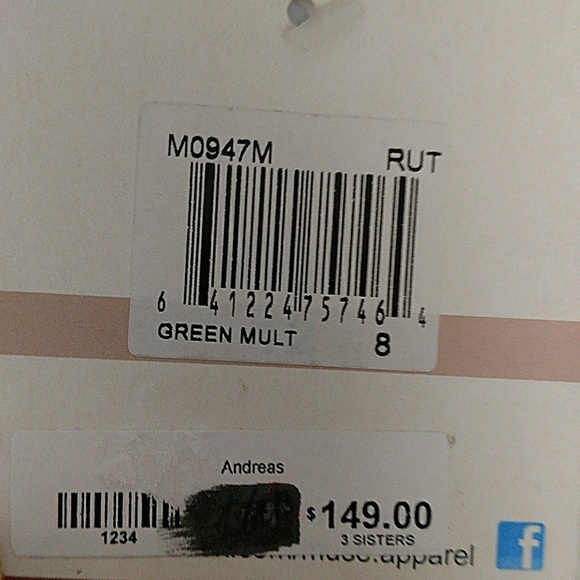 M0947M RUT
6 41224 75746 4
GREEN MULT 8
Andreas
$149.00
1234 3 SISTERS
.apparel
f